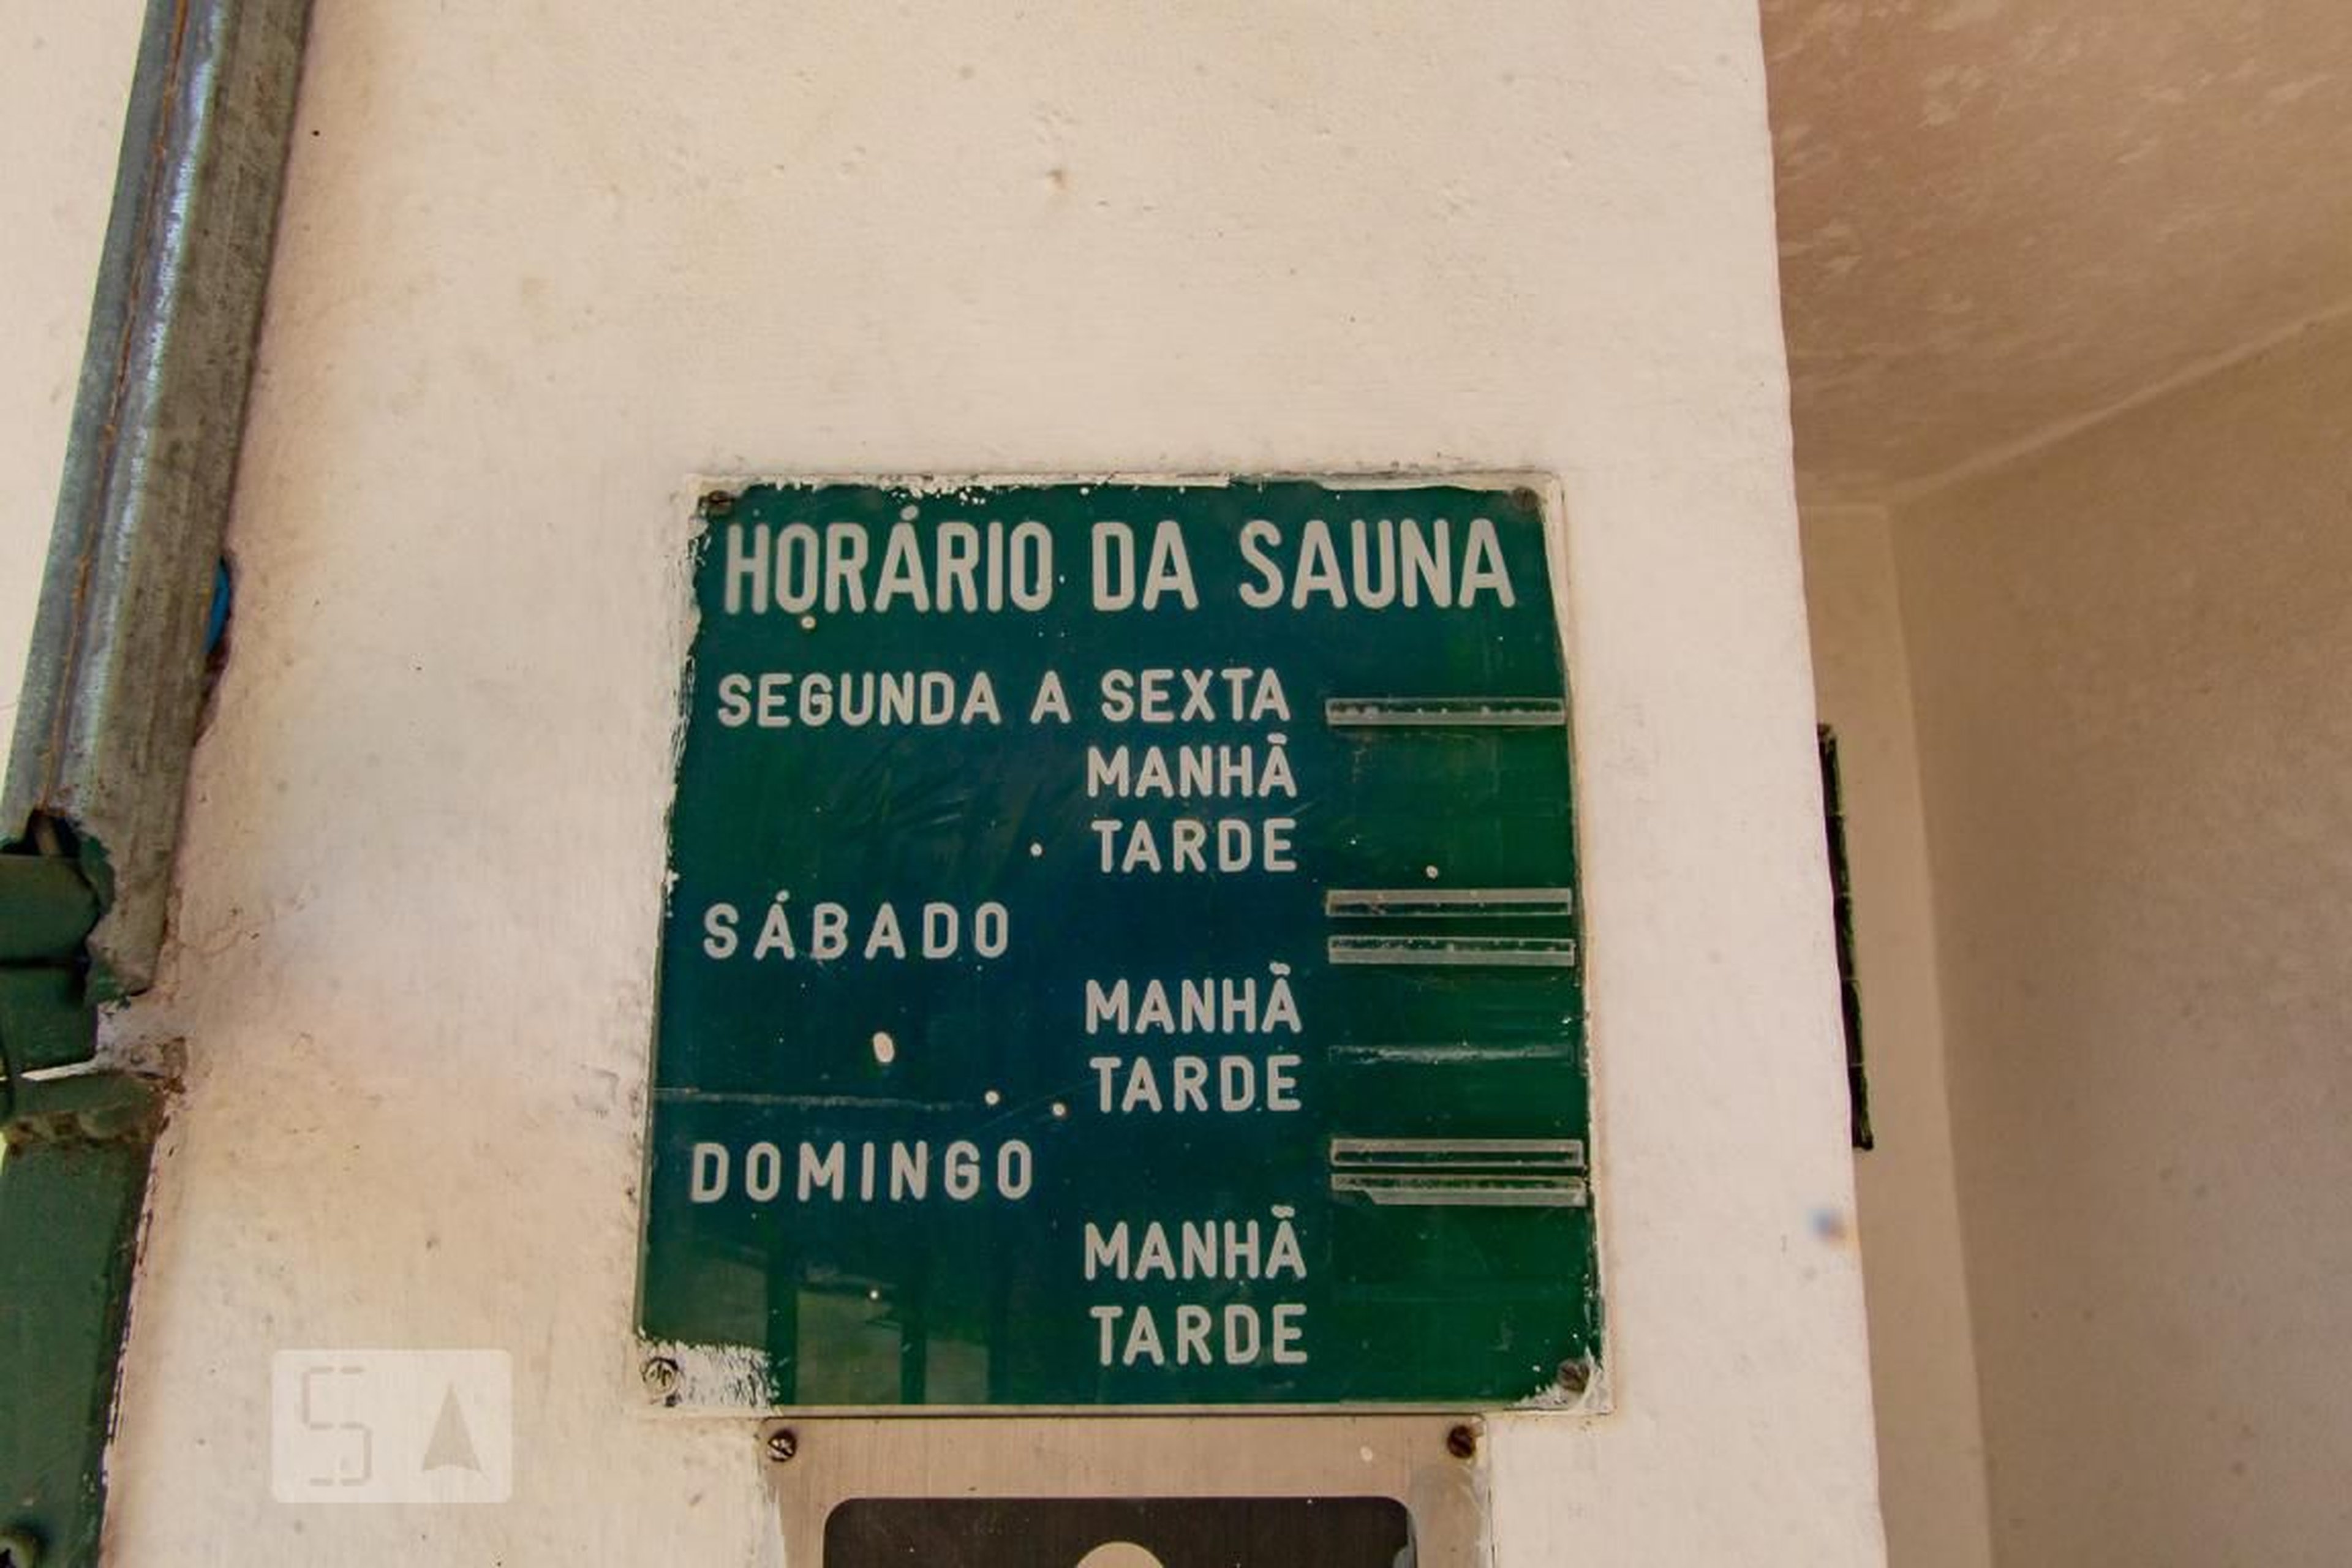 HORÁRIO DA SAUNA
SEGUNDA A SEXTA
MANHÃ
TARDE
SÁBADO
MANHÃ
TARDE
DOMINGO
MANHÃ
TARDE